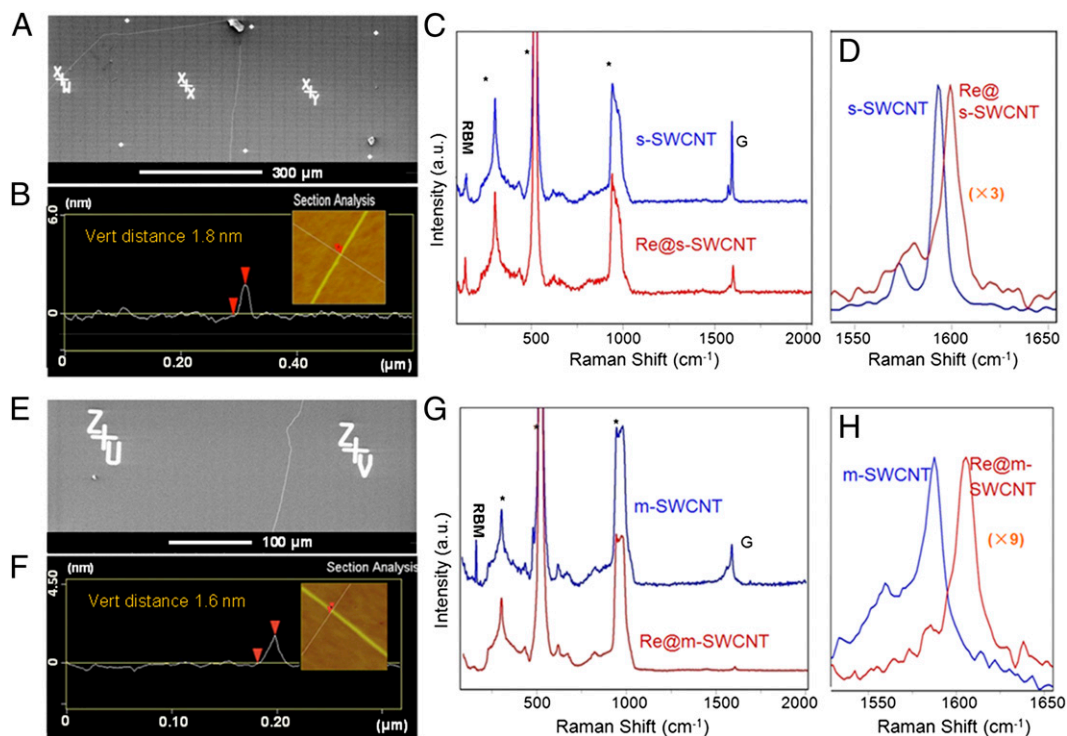 A
X
W
X
X
X
Y
300 µm
B
(nm)
Section Analysis
6.0
Vert distance 1.8 nm
0
0
0.20
0.40
(µm)
C
Intensity (a.u.)
*
*
*
RBM
s-SWCNT
G
Re@s-SWCNT
500
1000
1500
2000
Raman Shift (cm-1)
D
s-SWCNT
Re@
s-SWCNT
(×3)
1600
1650
Raman Shift (cm-1)
E
Z
U
Z
V
100 µm
F
(nm)
Section Analysis
4.50
Vert distance 1.6 nm
0
0
0.10
0.20
(µm)
G
Intensity (a.u.)
RBM
*
*
*
m-SWCNT
G
Re@m-SWCNT
500
1000
1500
2000
Raman Shift (cm-1)
H
m-SWCNT
Re@m-
SWCNT
(×9)
1550
1600
1650
Raman Shift (cm-1)